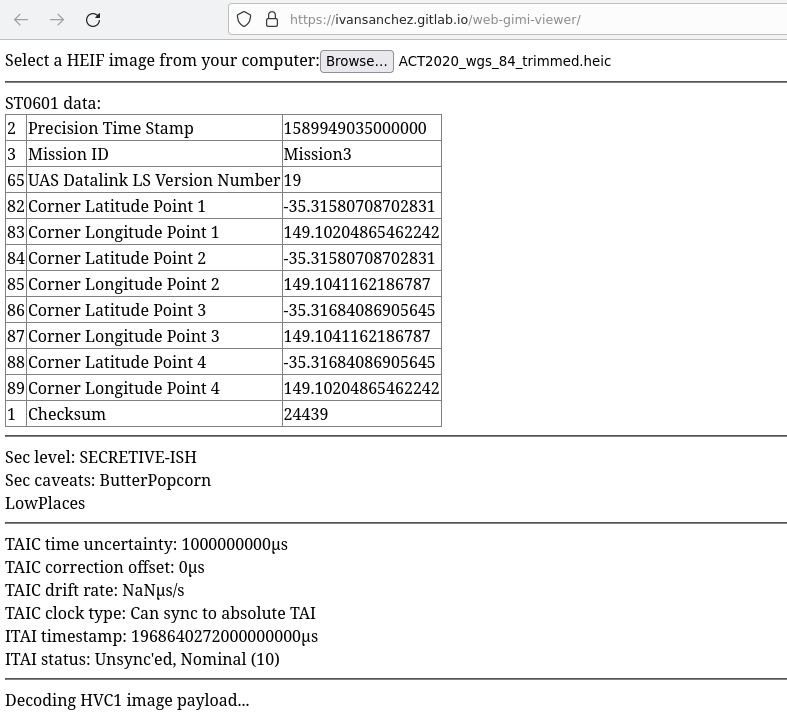 https://ivansanchez.gitlab.io/web-gimi-viewer/
Select a HEIF image from your computer: Browse... ACT2020_wgs_84_trimmed.heic
ST0601 data:
2 Precision Time Stamp 1589949035000000
3 Mission ID Mission3
65 UAS Datalink LS Version Number 19
82 Corner Latitude Point 1 -35.31580708702831
83 Corner Longitude Point 1 149.10204865462242
84 Corner Latitude Point 2 -35.31580708702831
85 Corner Longitude Point 2 149.1041162186787
86 Corner Latitude Point 3 -35.31684086905645
87 Corner Longitude Point 3 149.1041162186787
88 Corner Latitude Point 4 -35.31684086905645
89 Corner Longitude Point 4 149.10204865462242
1 Checksum 24439
Sec level: SECRETIVE-ISH
Sec caveats: ButterPopcorn
LowPlaces
TAIC time uncertainty: 1000000000µs
TAIC correction offset: 0µs
TAIC drift rate: NaNµs/s
TAIC clock type: Can sync to absolute TAI
ITAI timestamp: 1968640272000000000µs
ITAI status: Unsync'ed, Nominal (10)
Decoding HVC1 image payload...